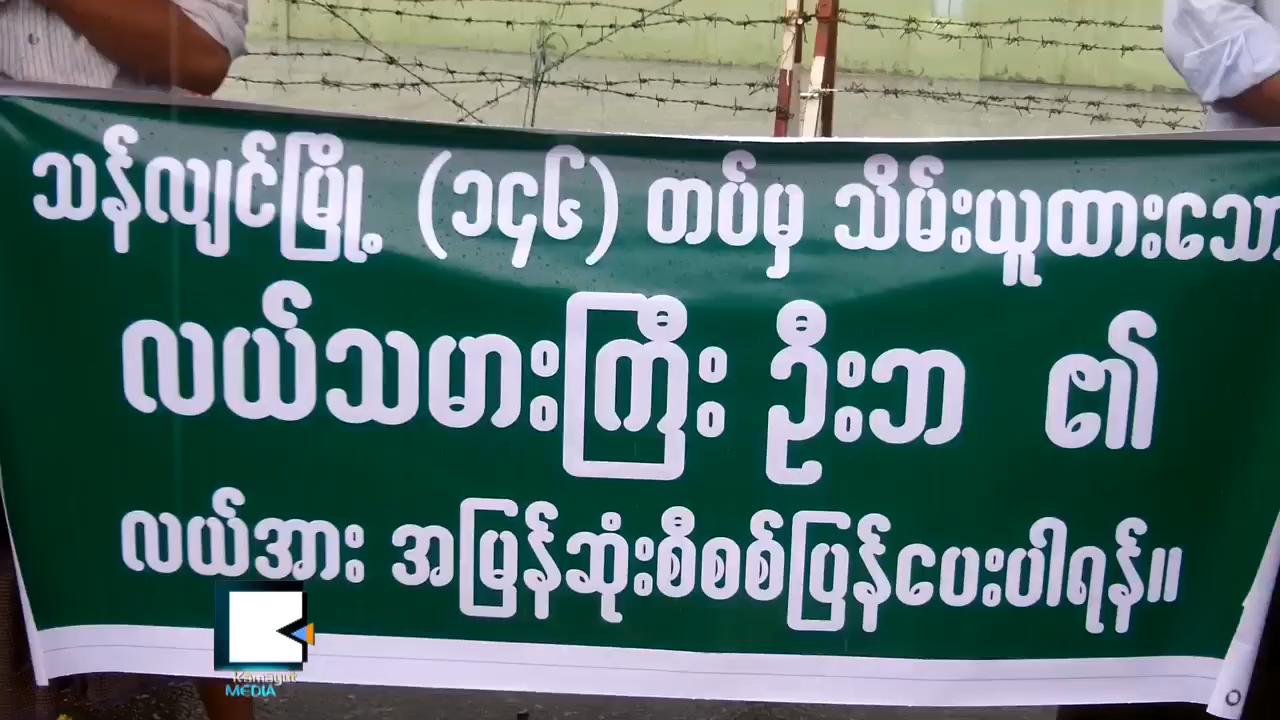 သန်လျင်မြို့ (၁၄၆) တပ်မှ သိမ်းယူထားသော
လယ်သမားကြီး ဦးဘ ၏
လယ်အား အမြန်ဆုံးစီစစ်ပြန်ပေးပါရန်။
Kamayut
MEDIA